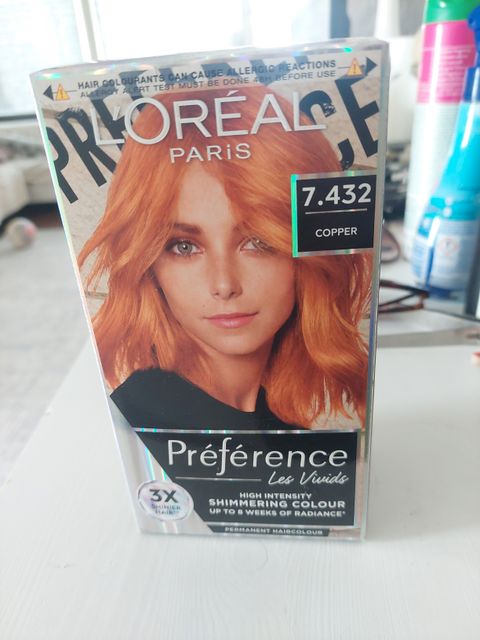 HAIR COLOURANTS CAN CAUSE ALLERGIC REACTIONS
ALLERGY ALERT TEST MUST BE DONE 48H BEFORE USE
L'ORÉAL
PARIS
7.432
COPPER
Préférence
Les Vivids
HIGH INTENSITY
SHIMMERING COLOUR
UP TO 8 WEEKS OF RADIANCE*
3X
SHINIER
HAIR**
PERMANENT HAIRCOLOUR